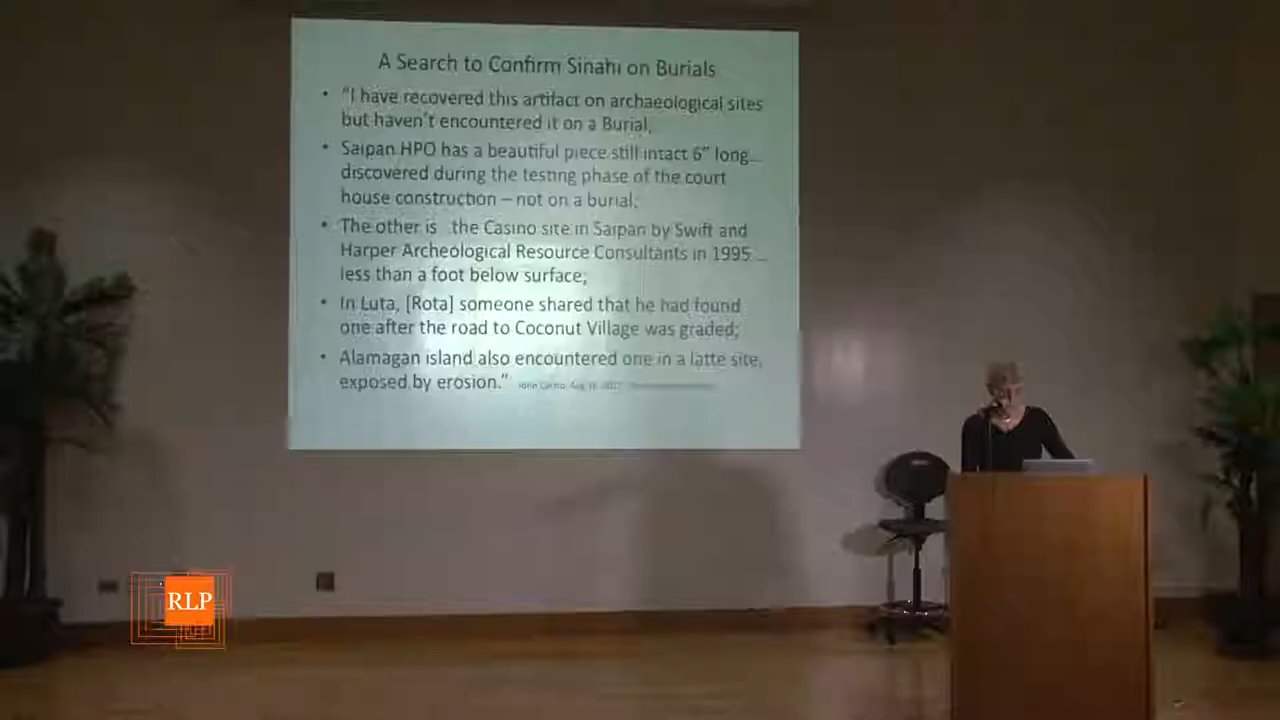 A Search to Confirm Sinahi on Burials
• "I have recovered this artifact on archaeological sites
but haven't encountered it on a Burial;
• Saipan HPO has a beautiful piece still intact 6" long…
discovered during the testing phase of the court
house construction – not on a burial;
• The other is …the Casino site in Saipan by Swift and
Harper Archeological Resource Consultants in 1995 …
less than a foot below surface;
• In Luta, [Rota] someone shared that he had found
one after the road to Coconut Village was graded;
• Alamagan island also encountered one in a latte site,
exposed by erosion."
RLP